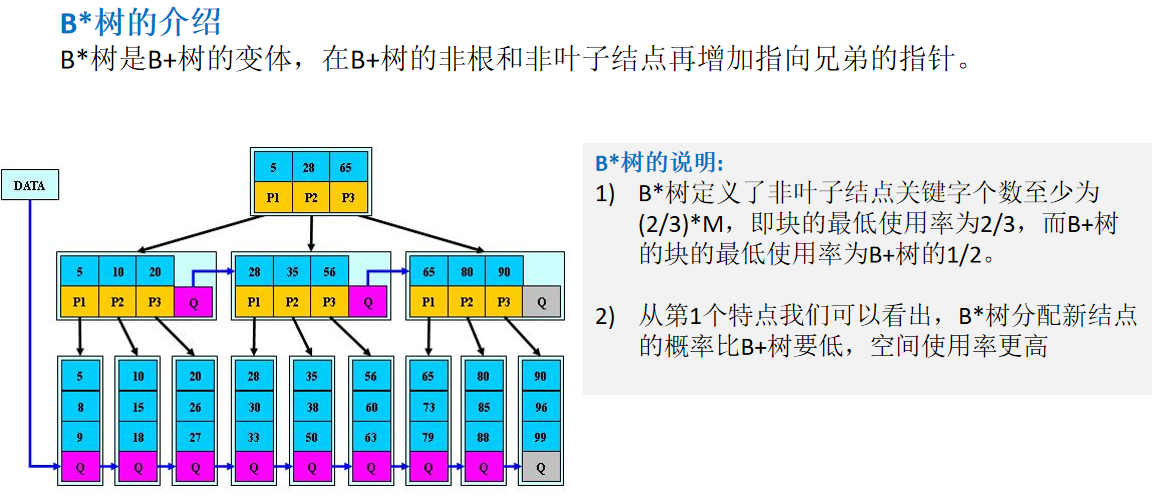 B*树的介绍
B*树是B+树的变体，在B+树的非根和非叶子结点再增加指向兄弟的指针。
DATA
5 28 65
P1 P2 P3
5 10 20
P1 P2 P3 Q
28 35 56
P1 P2 P3 Q
65 80 90
P1 P2 P3 Q
5
8
9
Q
10
15
18
Q
20
26
27
Q
28
30
33
Q
35
38
50
Q
56
60
63
Q
65
73
79
Q
80
85
88
Q
90
96
99
Q
B*树的说明:
1) B*树定义了非叶子结点关键字个数至少为
(2/3)*M，即块的最低使用率为2/3，而B+树
的块的最低使用率为B+树的1/2。
2) 从第1个特点我们可以看出，B*树分配新结点
的概率比B+树要低，空间使用率更高